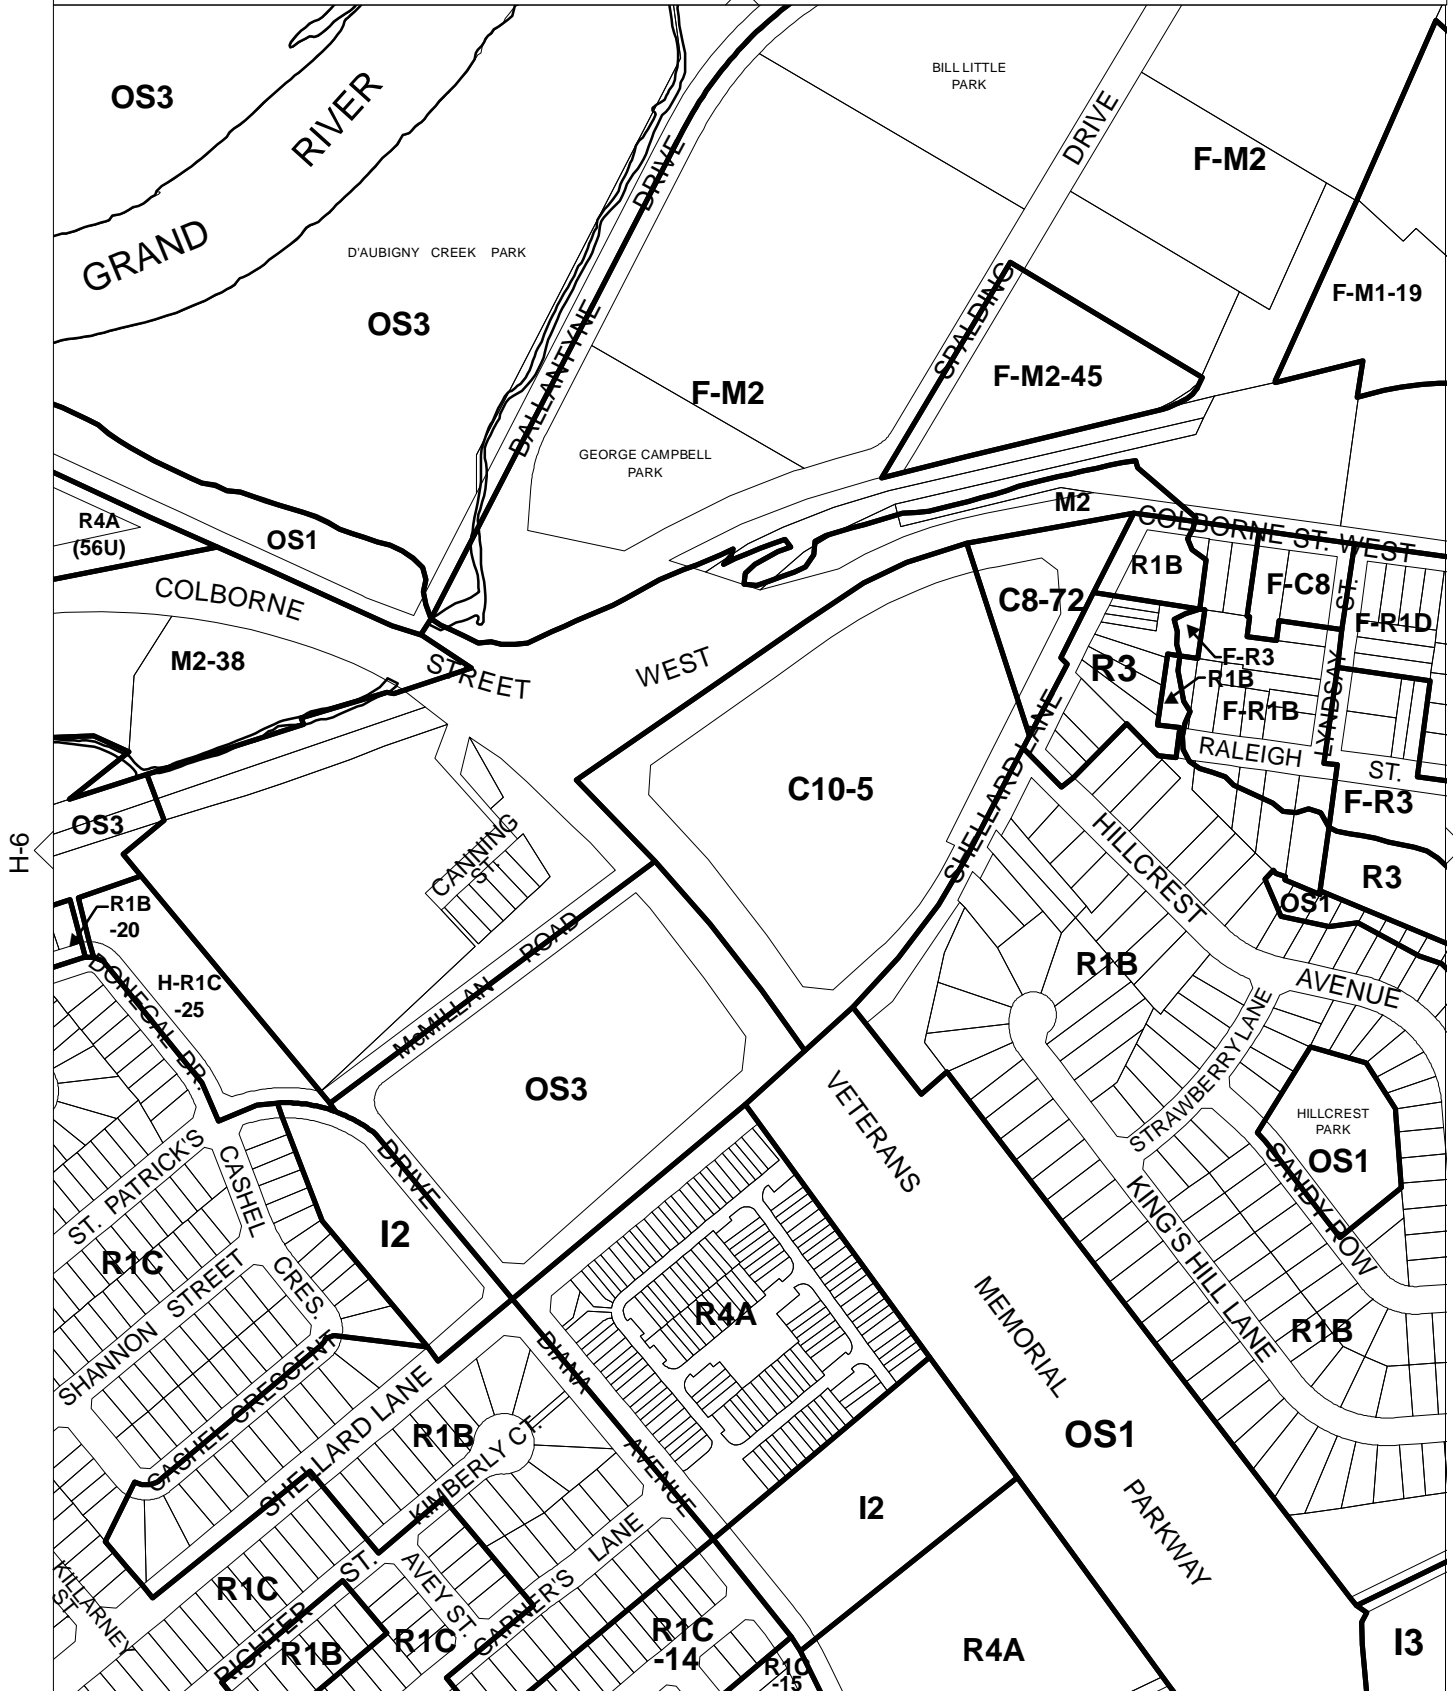 BILL LITTLE
PARK
OS3
RIVER
DRIVE
F-M2
DRIVE
GRAND
D'AUBIGNY CREEK PARK
F-M1-19
OS3
SPALDING
F-M2-45
F-M2
BALLANTYNE
GEORGE CAMPBELL
PARK
M2
R4A
(56U)
OS1
COLBORNE ST. WEST
R1B
F-C8
COLBORNE
C8-72
ST.
F-R1D
M2-38
F-R3
STREET
WEST
R3
R1B
F-R1B
LYNDSAY
RALEIGH
ST.
C10-5
F-R3
SHELLARD LANE
OS3
H-6
CANNING
ST.
HILLCREST
R3
OS1
R1B
-20
McMILLAN ROAD
R1B
H-R1C
-25
DONEGAL DR.
AVENUE
STRAWBERRY LANE
OS3
VETERANS
HILLCREST
PARK
OS1
ST. PATRICK'S
CASHEL
DRIVE
SANDY ROW
KING'S HILL LANE
I2
R1C
SHANNON STREET
CRES.
MEMORIAL
R4A
R1B
CASHEL CRESCENT
SHELLARD LANE
DIANA
R1B
KIMBERLY CT.
OS1
AVENUE
I2
PARKWAY
KILLARNEY
ST.
R1C
ST.
AVEY ST.
GARNER'S LANE
RICHTER
R1B
R1C
R1C
-14
R1C
-15
R4A
I3